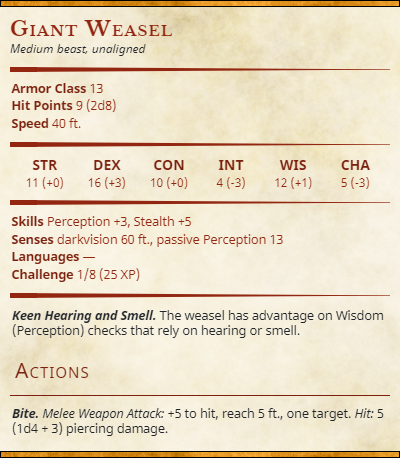 Giant Weasel
Medium beast, unaligned
Armor Class 13
Hit Points 9 (2d8)
Speed 40 ft.
STR DEX CON INT WIS CHA
11 (+0) 16 (+3) 10 (+0) 4 (-3) 12 (+1) 5 (-3)
Skills Perception +3, Stealth +5
Senses darkvision 60 ft., passive Perception 13
Languages —
Challenge 1/8 (25 XP)
Keen Hearing and Smell. The weasel has advantage on Wisdom
(Perception) checks that rely on hearing or smell.
Actions
Bite. Melee Weapon Attack: +5 to hit, reach 5 ft., one target. Hit: 5
(1d4 + 3) piercing damage.